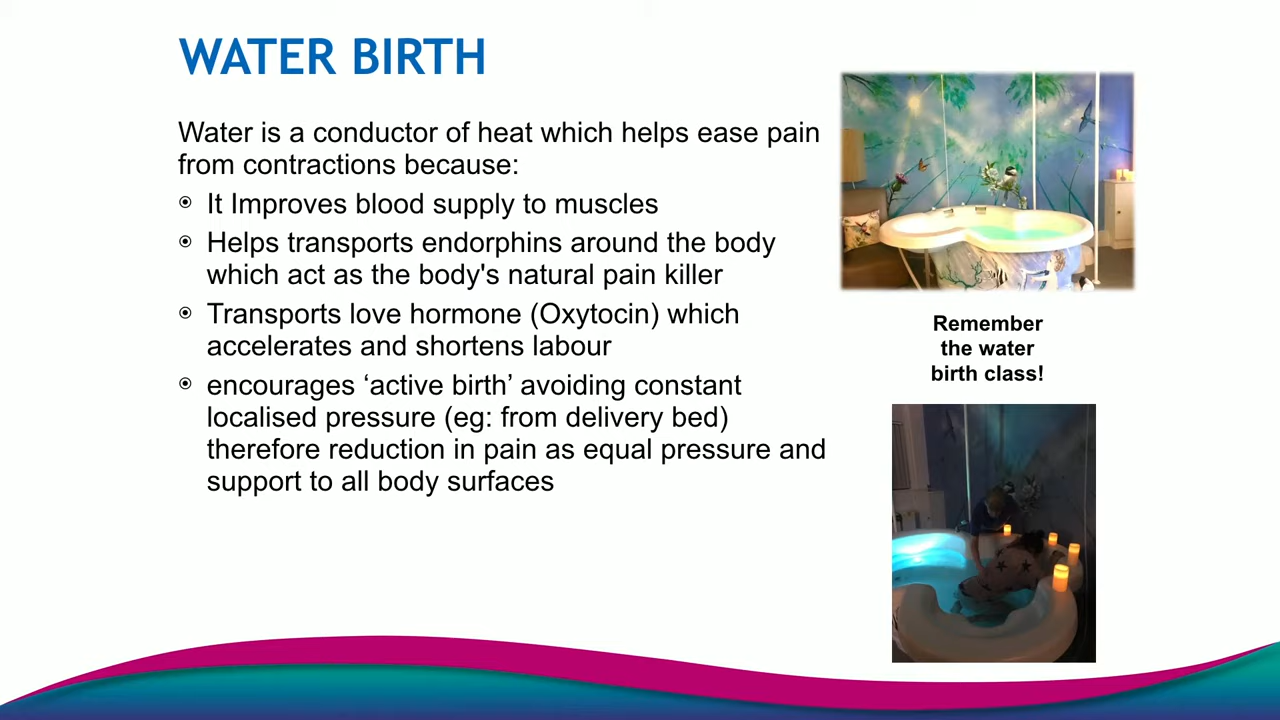 WATER BIRTH
Water is a conductor of heat which helps ease pain
from contractions because:
It Improves blood supply to muscles
Helps transports endorphins around the body
which act as the body's natural pain killer
Transports love hormone (Oxytocin) which
accelerates and shortens labour
encourages ‘active birth’ avoiding constant
localised pressure (eg: from delivery bed)
therefore reduction in pain as equal pressure and
support to all body surfaces
Remember
the water
birth class!